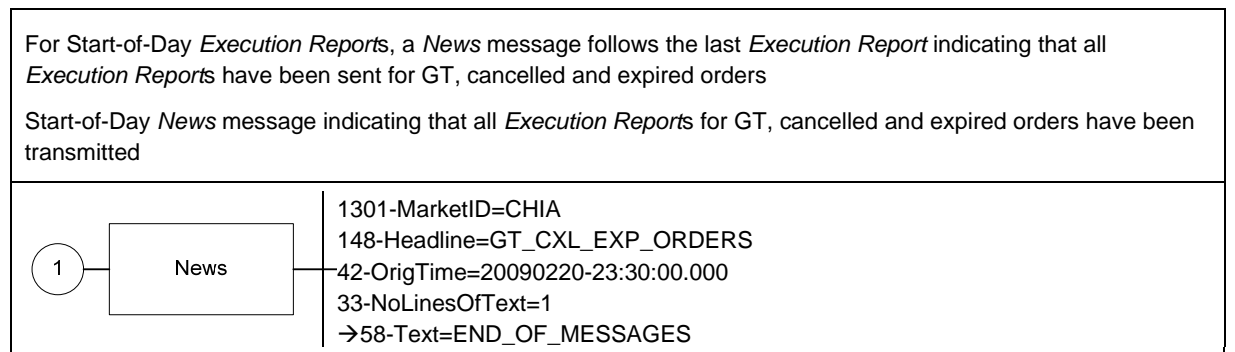 For Start-of-Day Execution Reports, a News message follows the last Execution Report indicating that all
Execution Reports have been sent for GT, cancelled and expired orders
Start-of-Day News message indicating that all Execution Reports for GT, cancelled and expired orders have been
transmitted
1
News
1301-MarketID=CHIA
148-Headline=GT_CXL_EXP_ORDERS
42-OrigTime=20090220-23:30:00.000
33-NoLinesOfText=1
→58-Text=END_OF_MESSAGES